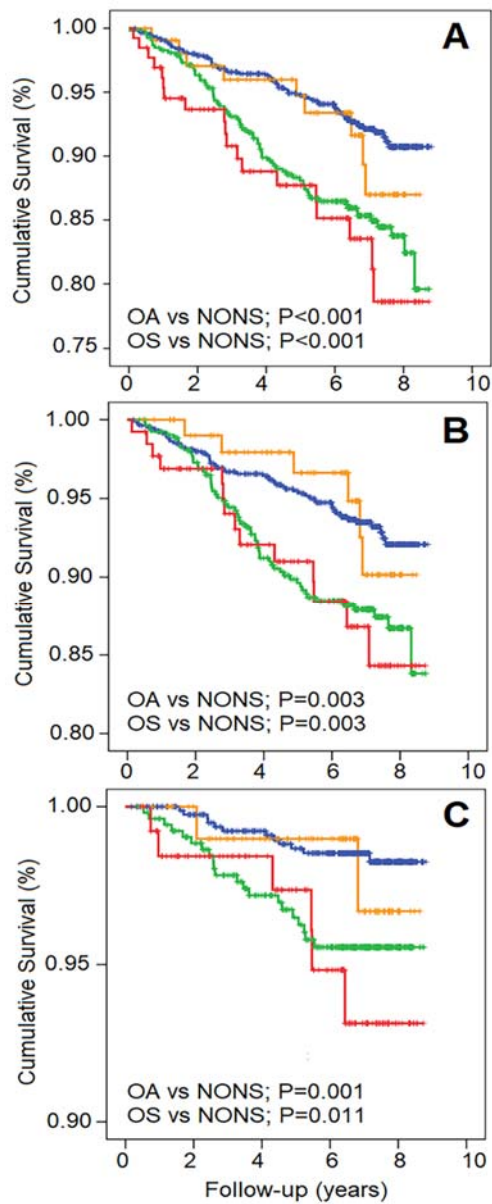 A
1.00
0.95
0.90
0.85
0.80
0.75
Cumulative Survival (%)
OA vs NONS; P<0.001
OS vs NONS; P<0.001
0 2 4 6 8 10
B
1.00
0.95
0.90
0.85
0.80
Cumulative Survival (%)
OA vs NONS; P=0.003
OS vs NONS; P=0.003
0 2 4 6 8 10
C
1.00
0.95
0.90
Cumulative Survival (%)
OA vs NONS; P=0.001
OS vs NONS; P=0.011
0 2 4 6 8 10
Follow-up (years)